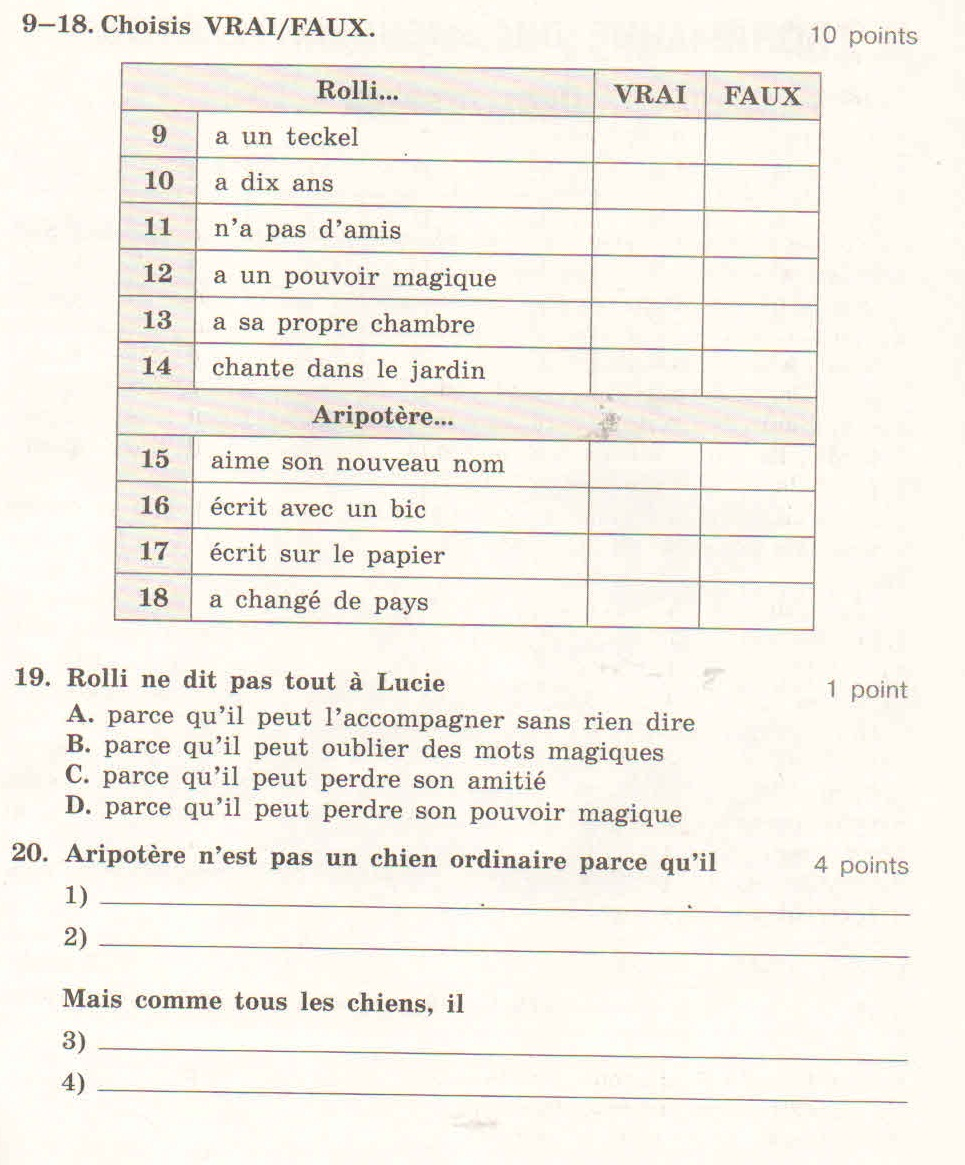 9–18. Choisis VRAI/FAUX. 10 points
Rolli... VRAI FAUX
9 a un teckel
10 a dix ans
11 n'a pas d'amis
12 a un pouvoir magique
13 a sa propre chambre
14 chante dans le jardin
Aripotère...
15 aime son nouveau nom
16 écrit avec un bic
17 écrit sur le papier
18 a changé de pays
19. Rolli ne dit pas tout à Lucie 1 point
A. parce qu'il peut l'accompagner sans rien dire
B. parce qu'il peut oublier des mots magiques
C. parce qu'il peut perdre son amitié
D. parce qu'il peut perdre son pouvoir magique
20. Aripotère n'est pas un chien ordinaire parce qu'il 4 points
1)
2)
Mais comme tous les chiens, il
3)
4)